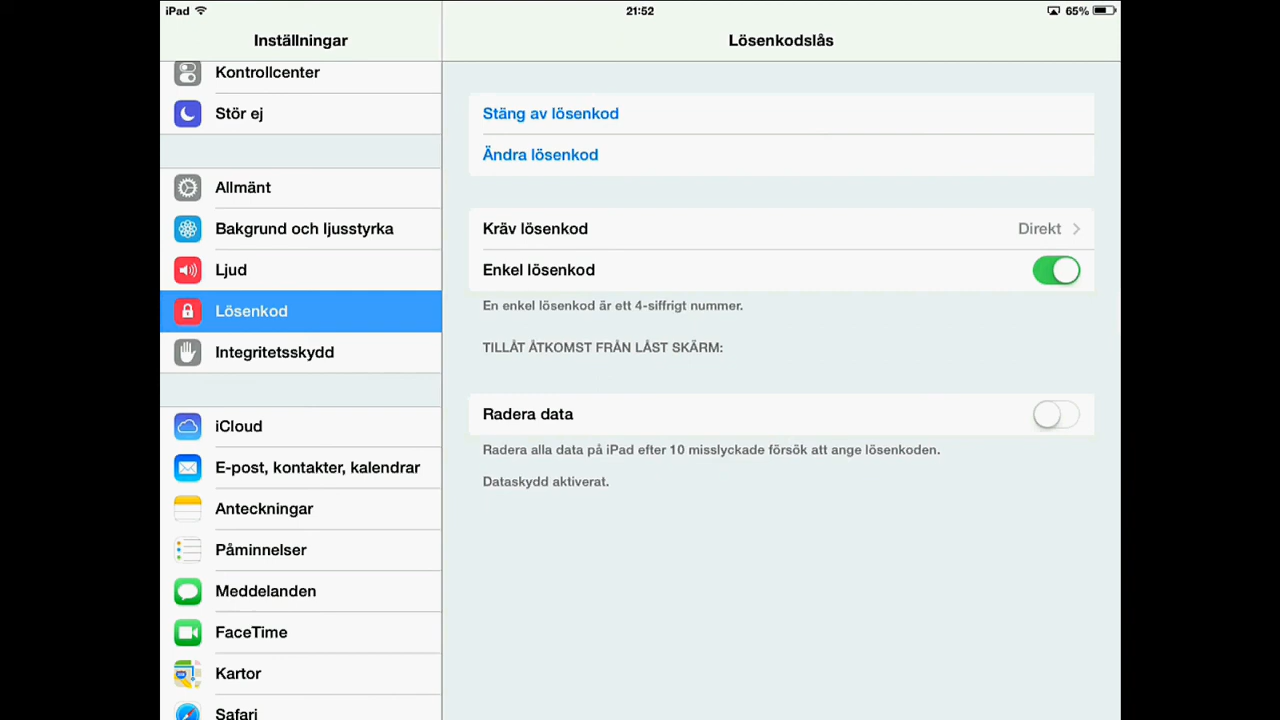 iPad
21:52
65%
Inställningar
Kontrollcenter
Stör ej
Allmänt
Bakgrund och ljusstyrka
Ljud
Lösenkod
Integritetsskydd
iCloud
E-post, kontakter, kalendrar
Anteckningar
Påminnelser
Meddelanden
FaceTime
Kartor
Safari
Lösenkodslås
Stäng av lösenkod
Ändra lösenkod
Kräv lösenkod Direkt
Enkel lösenkod
En enkel lösenkod är ett 4-siffrigt nummer.
TILLÅT ÅTKOMST FRÅN LÅST SKÄRM:
Radera data
Radera alla data på iPad efter 10 misslyckade försök att ange lösenkoden.
Dataskydd aktiverat.